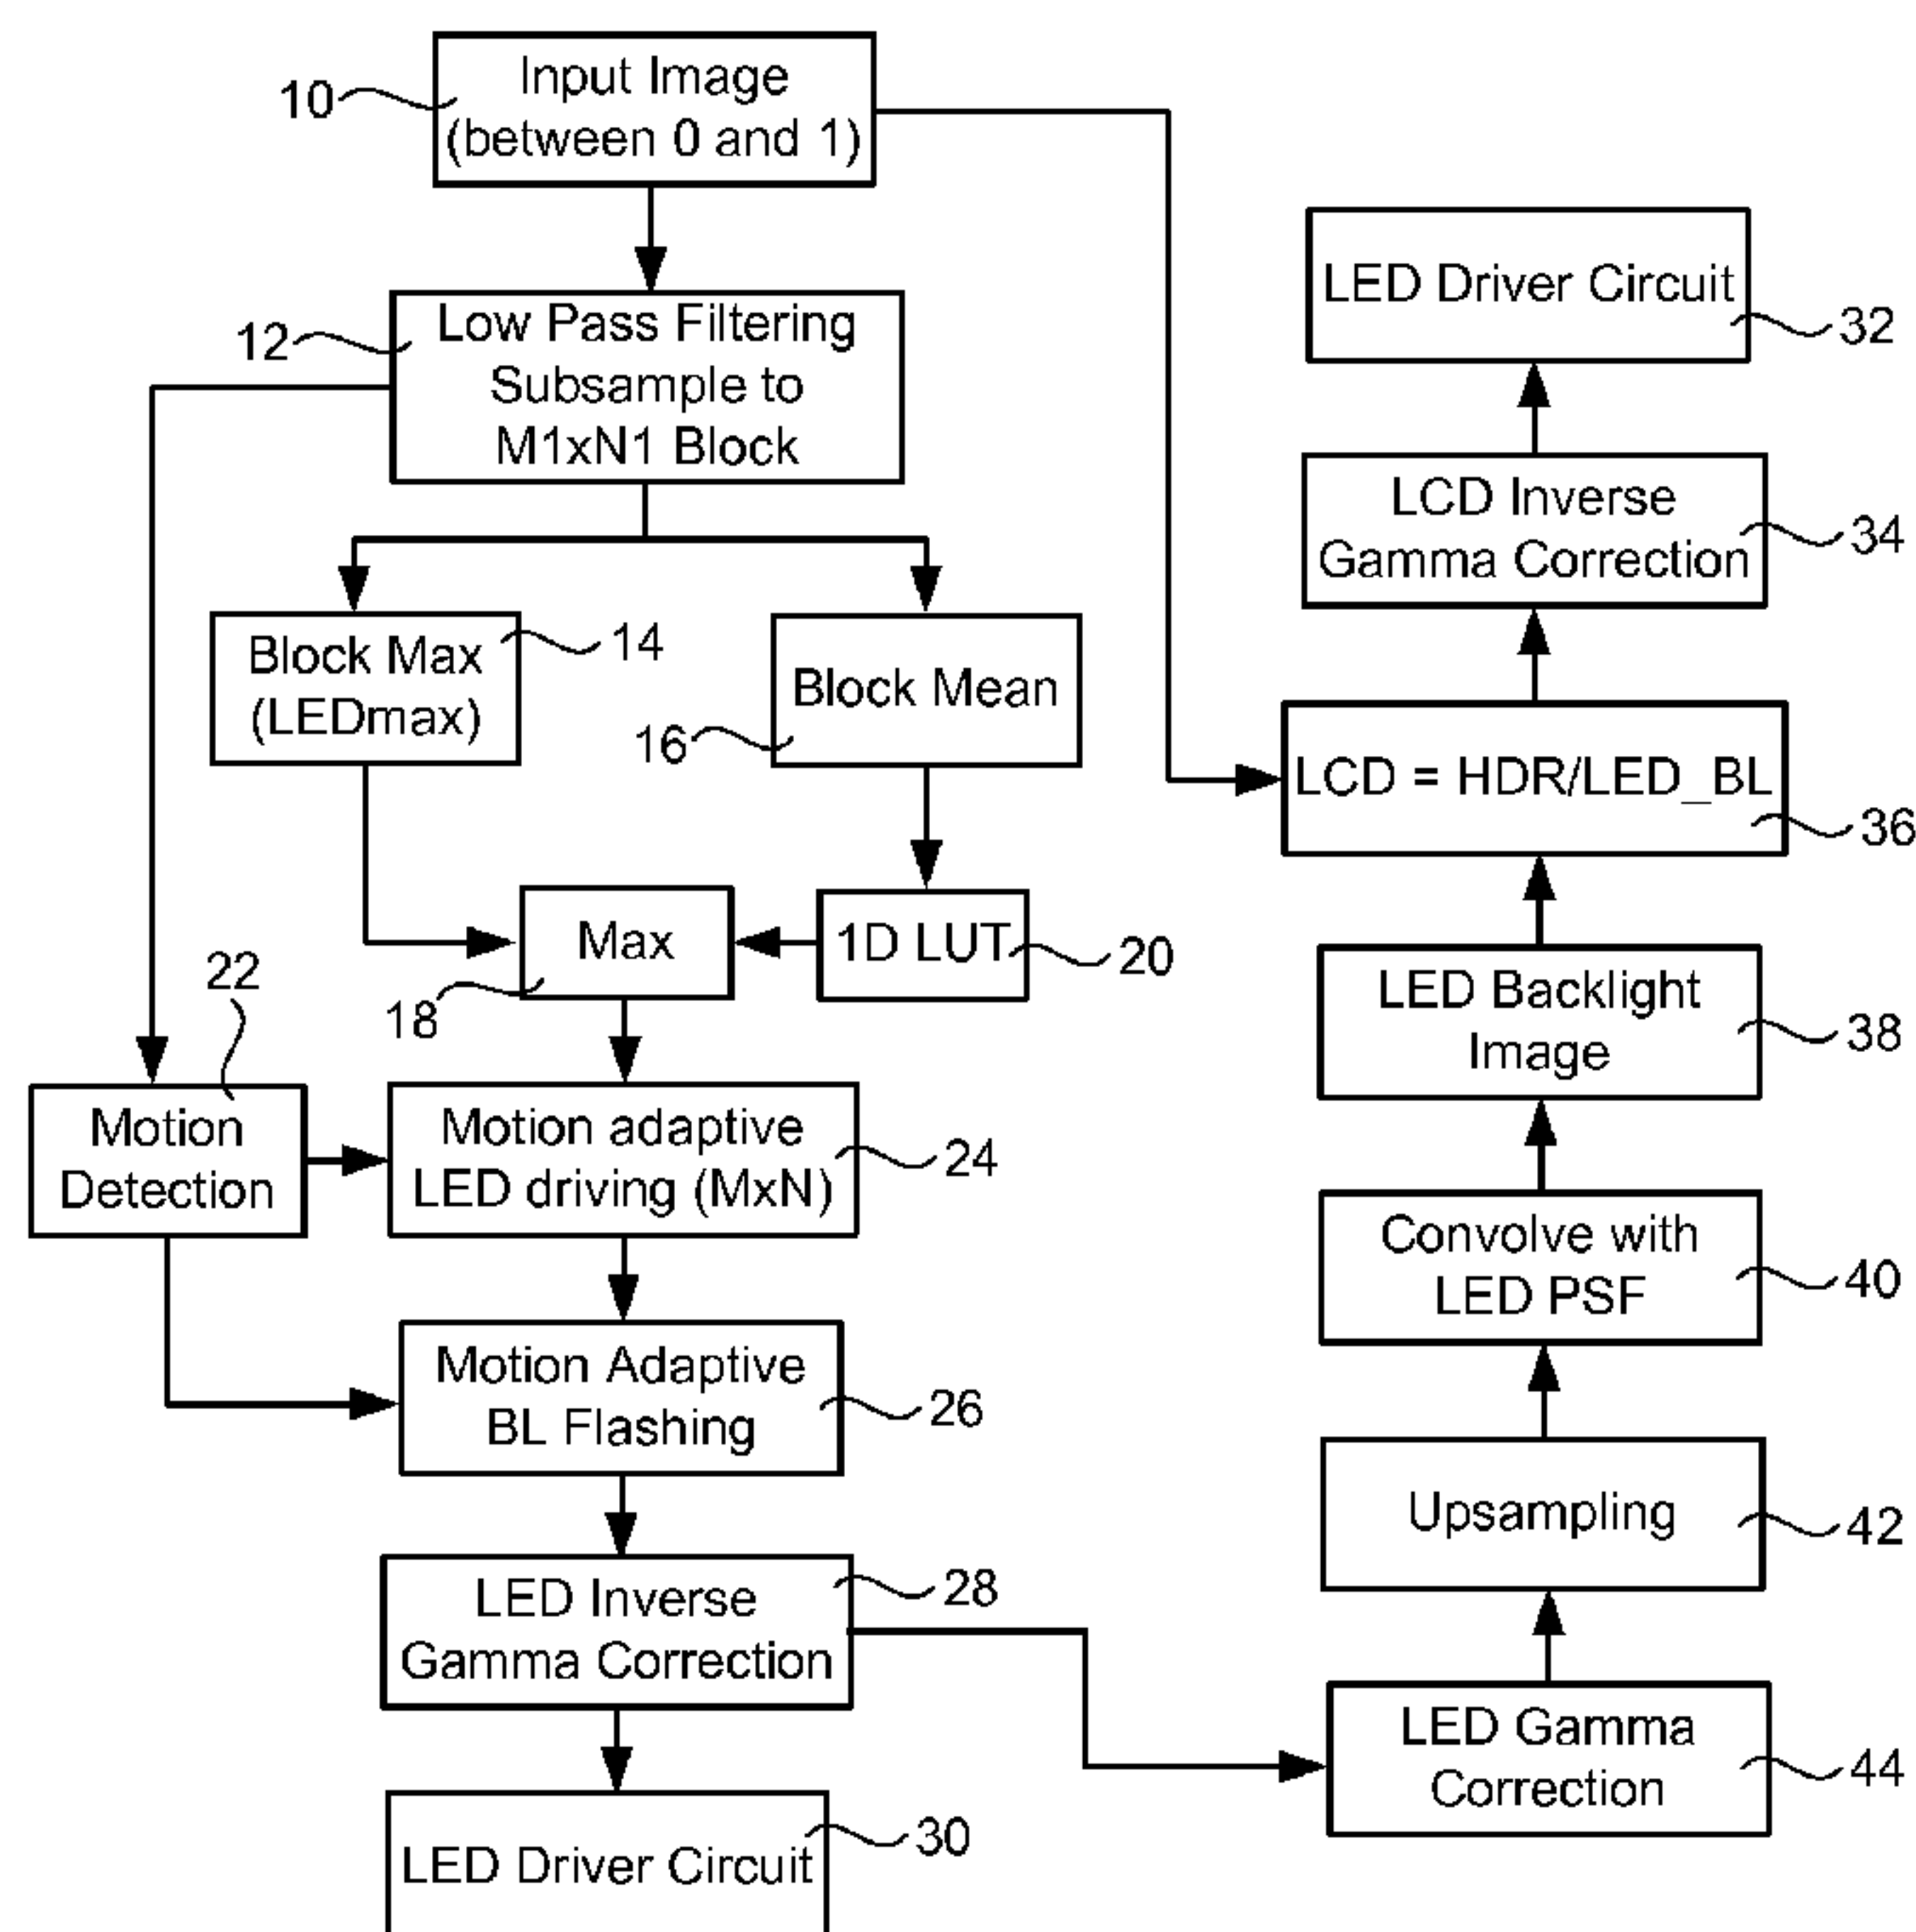 Input Image
(between 0 and 1)
10
Low Pass Filtering
Subsample to
M1xN1 Block
12
Block Max
(LEDmax)
14
Block Mean
16
Max
18
1D LUT
20
22
Motion
Detection
Motion adaptive
LED driving (MxN)
24
Motion Adaptive
BL Flashing
26
LED Inverse
Gamma Correction
28
LED Driver Circuit
30
LED Driver Circuit
32
LCD Inverse
Gamma Correction
34
LCD = HDR/LED_BL
36
LED Backlight
Image
38
Convolve with
LED PSF
40
Upsampling
42
LED Gamma
Correction
44